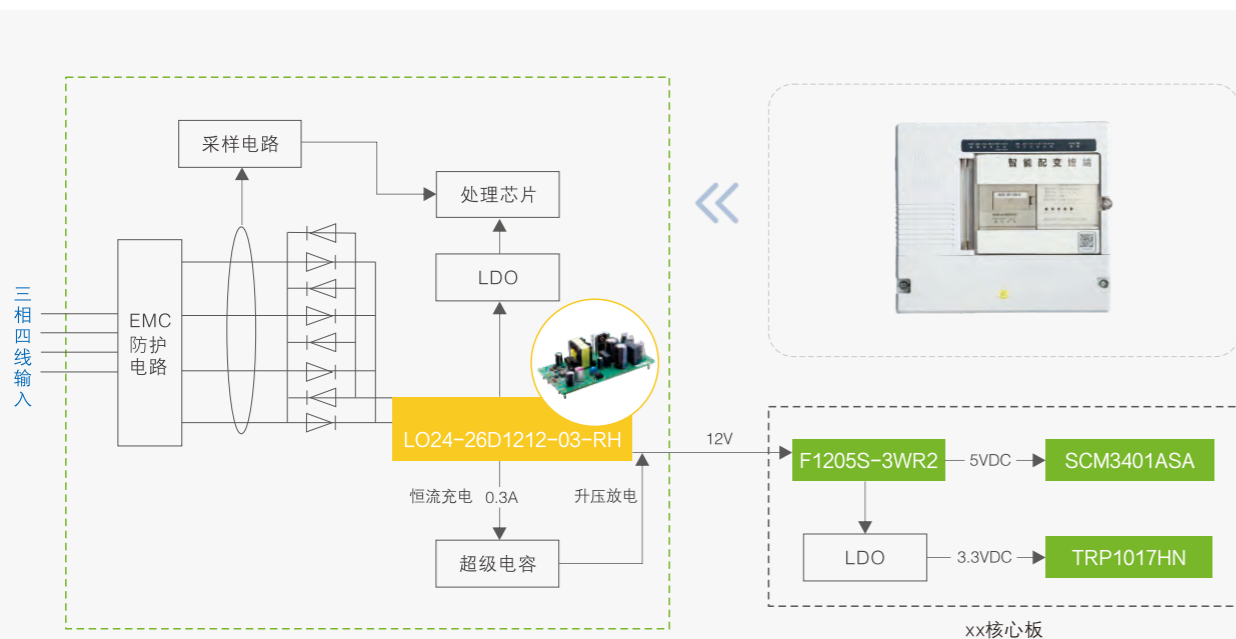 采样电路
处理芯片
LDO
EMC
防护
电路
三相四线输入
LO24-26D1212-03-RH
恒流充电 0.3A
升压放电
超级电容
12V
智能配变终端
F1205S-3WR2
5VDC
SCM3401ASA
LDO
3.3VDC
TRP1017HN
xx核心板